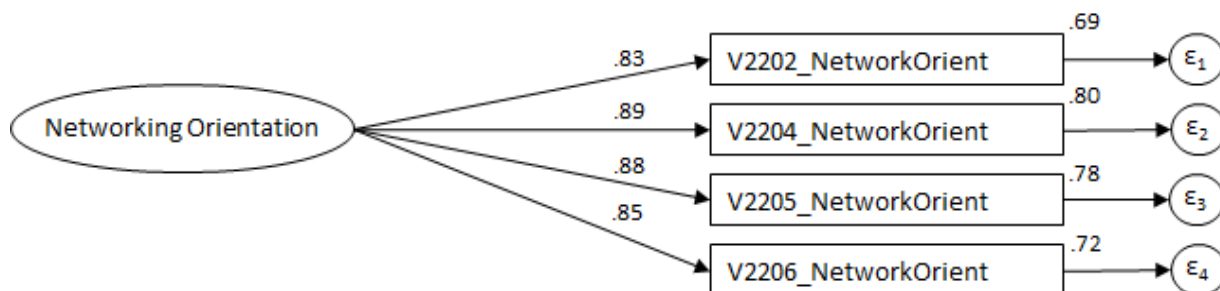 .69
.83
V2202_NetworkOrient
ε1
.80
Networking Orientation
.89
V2204_NetworkOrient
ε2
.78
.88
V2205_NetworkOrient
ε3
.85
.72
V2206_NetworkOrient
ε4